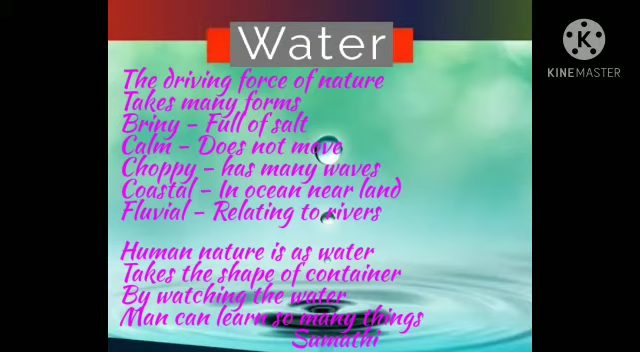 Water
KINEMASTER
The driving force of nature
Takes many forms
Briny - Full of salt
Calm - Does not move
Choppy - has many waves
Coastal - In ocean near land
Fluvial - Relating to rivers
Human nature is as water
Takes the shape of container
By watching the water
Man can learn so many things
Samathi